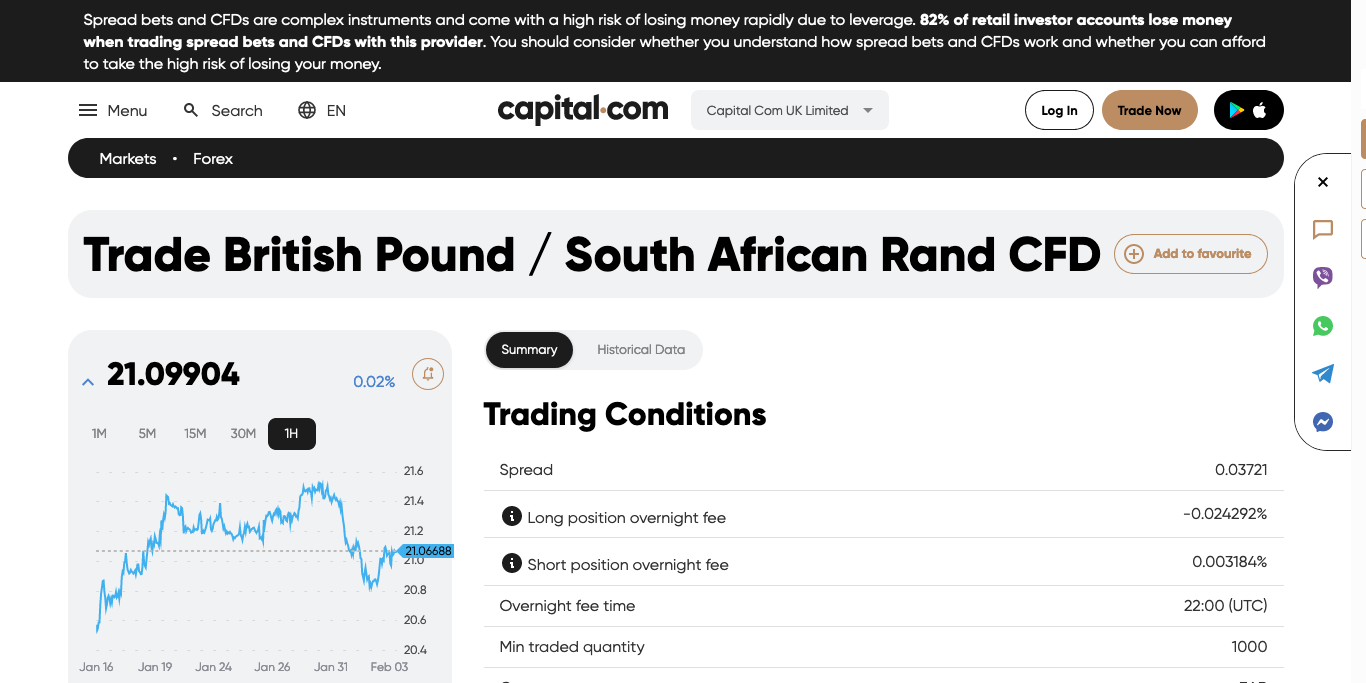 Spread bets and CFDs are complex instruments and come with a high risk of losing money rapidly due to leverage. 82% of retail investor accounts lose money
when trading spread bets and CFDs with this provider. You should consider whether you understand how spread bets and CFDs work and whether you can afford
to take the high risk of losing your money.
Menu Search EN capital.com Capital Com UK Limited Log In Trade Now
Markets • Forex
Trade British Pound / South African Rand CFD Add to favourite
21.09904 0.02%
1M 5M 15M 30M 1H
21.6
21.4
21.2
21.06688
21.0
20.8
20.6
20.4
Jan 16 Jan 19 Jan 24 Jan 26 Jan 31 Feb 03
Summary Historical Data
Trading Conditions
Spread 0.03721
Long position overnight fee -0.024292%
Short position overnight fee 0.003184%
Overnight fee time 22:00 (UTC)
Min traded quantity 1000